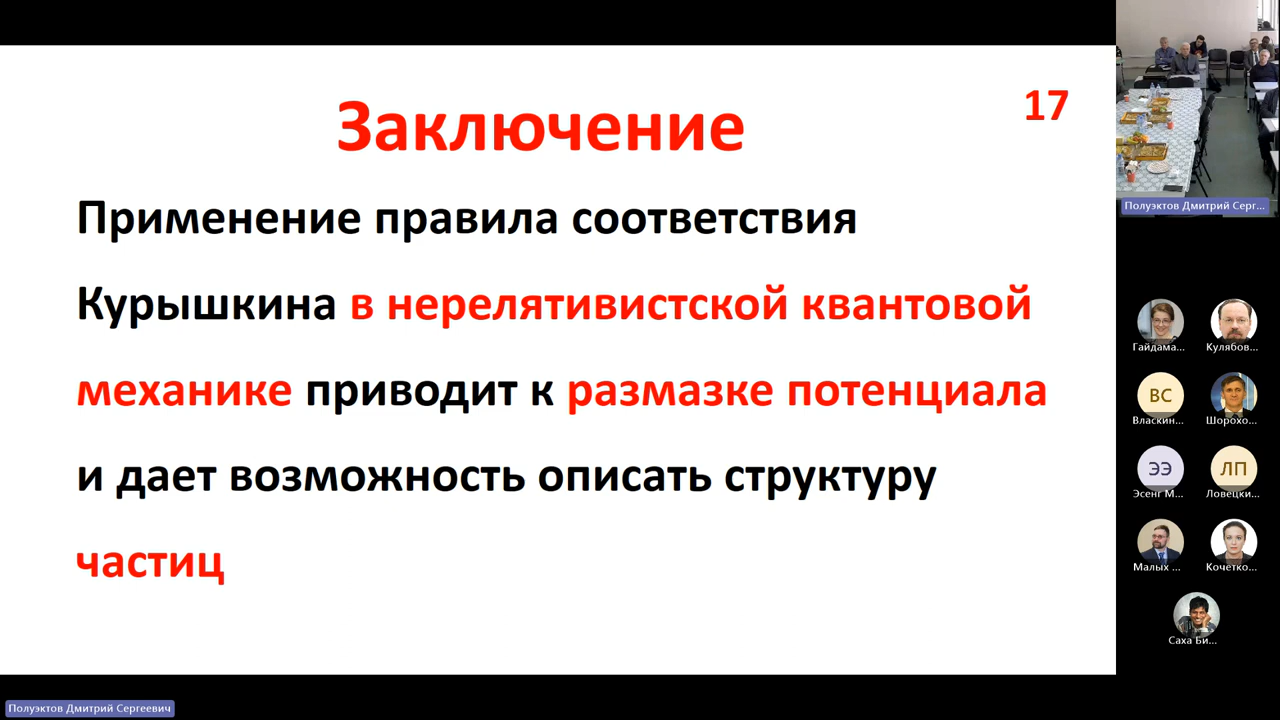 Заключение
17
Применение правила соответствия
Курышкина в нерелятивистской квантовой
механике приводит к размазке потенциала
и дает возможность описать структуру
частиц
Полуэктов Дмитрий Серг...
Гайдама...
Кулябов...
ВС
Власкин...
Шорохо...
ЭЭ
Эсенг М...
ЛП
Ловецки...
Малых ...
Кочетко...
Саха Би...
Полуэктов Дмитрий Сергеевич